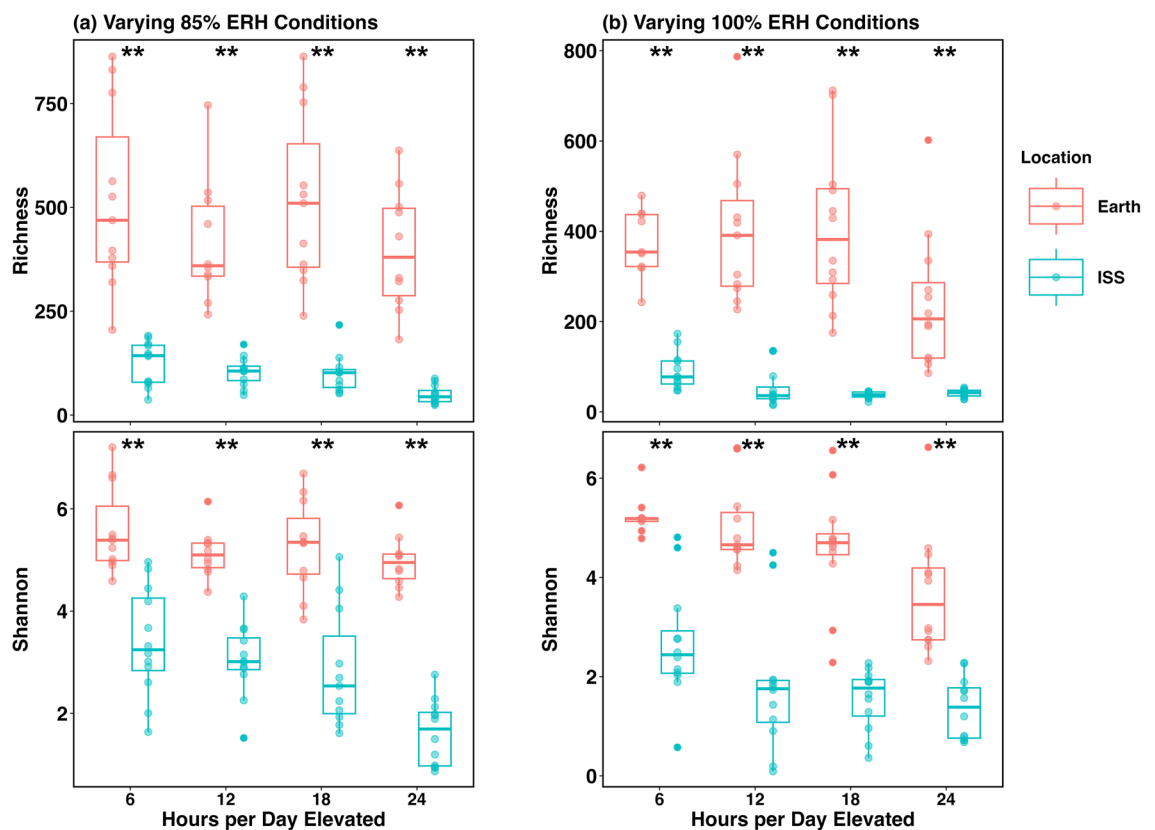 (a) Varying 85% ERH Conditions
(b) Varying 100% ERH Conditions
** ** ** **
Richness
750
500
250
0
** ** ** **
Richness
800
600
400
200
0
Location
Earth
ISS
** ** ** **
Shannon
6
4
2
6 12 18 24
Hours per Day Elevated
** ** ** **
Shannon
6
4
2
0
6 12 18 24
Hours per Day Elevated